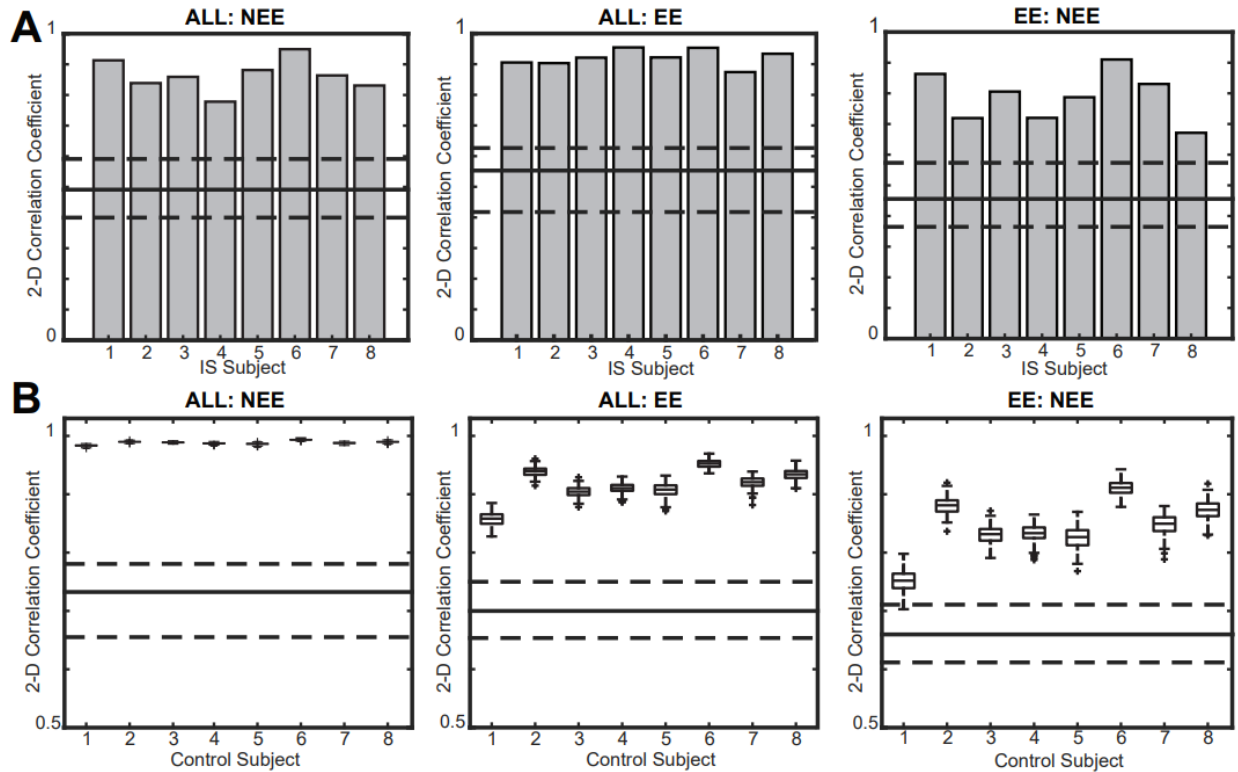 A
ALL: NEE
ALL: EE
EE: NEE
2-D Correlation Coefficient
1
0
1 2 3 4 5 6 7 8
IS Subject
2-D Correlation Coefficient
1
0
1 2 3 4 5 6 7 8
IS Subject
2-D Correlation Coefficient
1
0
1 2 3 4 5 6 7 8
IS Subject
B
ALL: NEE
ALL: EE
EE: NEE
2-D Correlation Coefficient
1
0.5
1 2 3 4 5 6 7 8
Control Subject
2-D Correlation Coefficient
1
0.5
1 2 3 4 5 6 7 8
Control Subject
2-D Correlation Coefficient
1
0.5
1 2 3 4 5 6 7 8
Control Subject